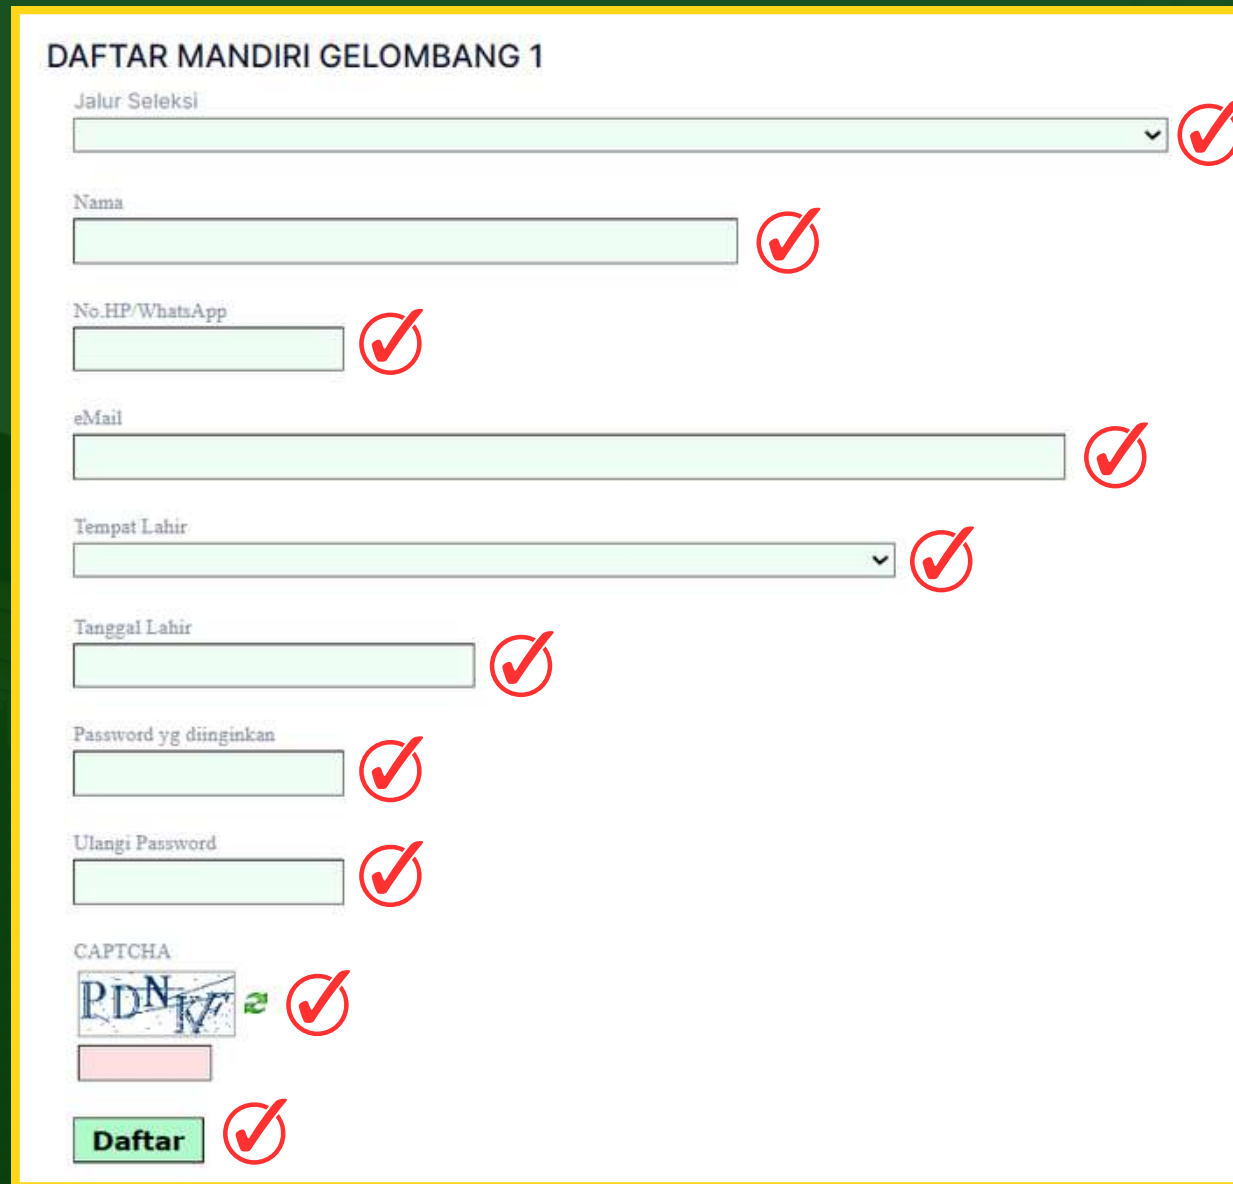 DAFTAR MANDIRI GELOMBANG 1
Jalur Seleksi
Nama
No.HP/WhatsApp
eMail
Tempat Lahir
Tanggal Lahir
Password yg diinginkan
Ulangi Password
CAPTCHA
PDNKF
Daftar